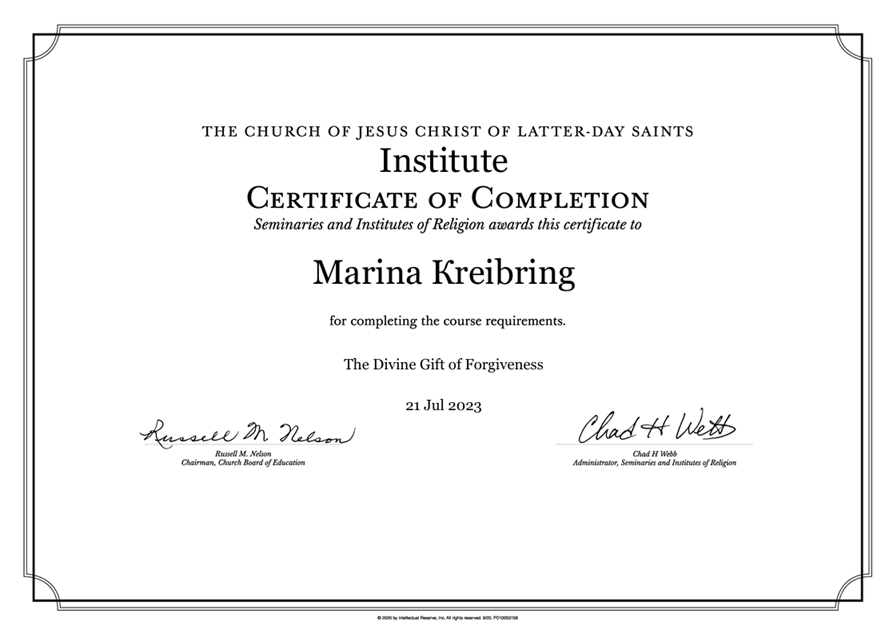 THE CHURCH OF JESUS CHRIST OF LATTER-DAY SAINTS
Institute
CERTIFICATE OF COMPLETION
Seminaries and Institutes of Religion awards this certificate to
Marina Kreibring
for completing the course requirements.
The Divine Gift of Forgiveness
21 Jul 2023
Russell M. Nelson
Russell M. Nelson
Chairman, Church Board of Education
Chad H Webb
Chad H Webb
Administrator, Seminaries and Institutes of Religion
© 2020 by Intellectual Reserve, Inc. All rights reserved. 9/20.